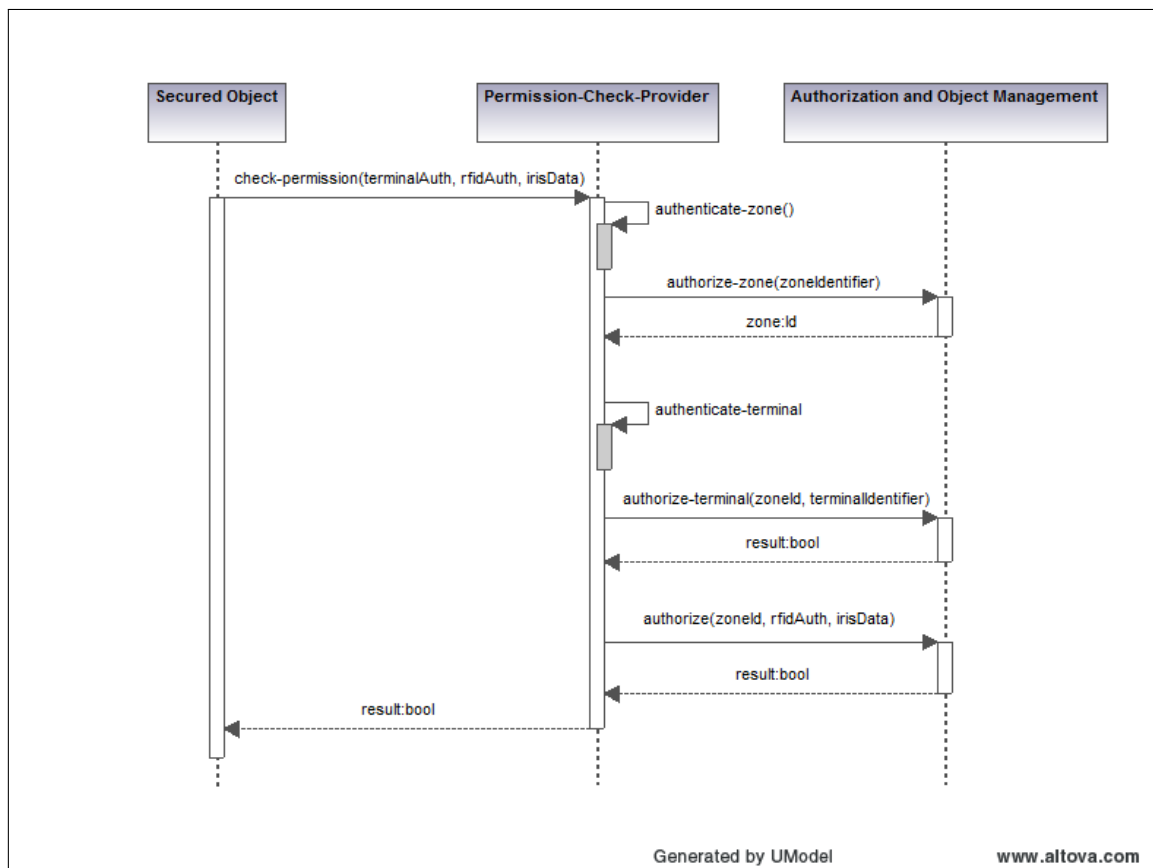 Secured Object
Permission-Check-Provider
Authorization and Object Management
check-permission(terminalAuth, rfidAuth, irisData)
authenticate-zone()
authorize-zone(zoneIdentifier)
zone:Id
authenticate-terminal
authorize-terminal(zoneId, terminalIdentifier)
result:bool
authorize(zoneId, rfidAuth, irisData)
result:bool
result:bool
Generated by UModel
www.altova.com